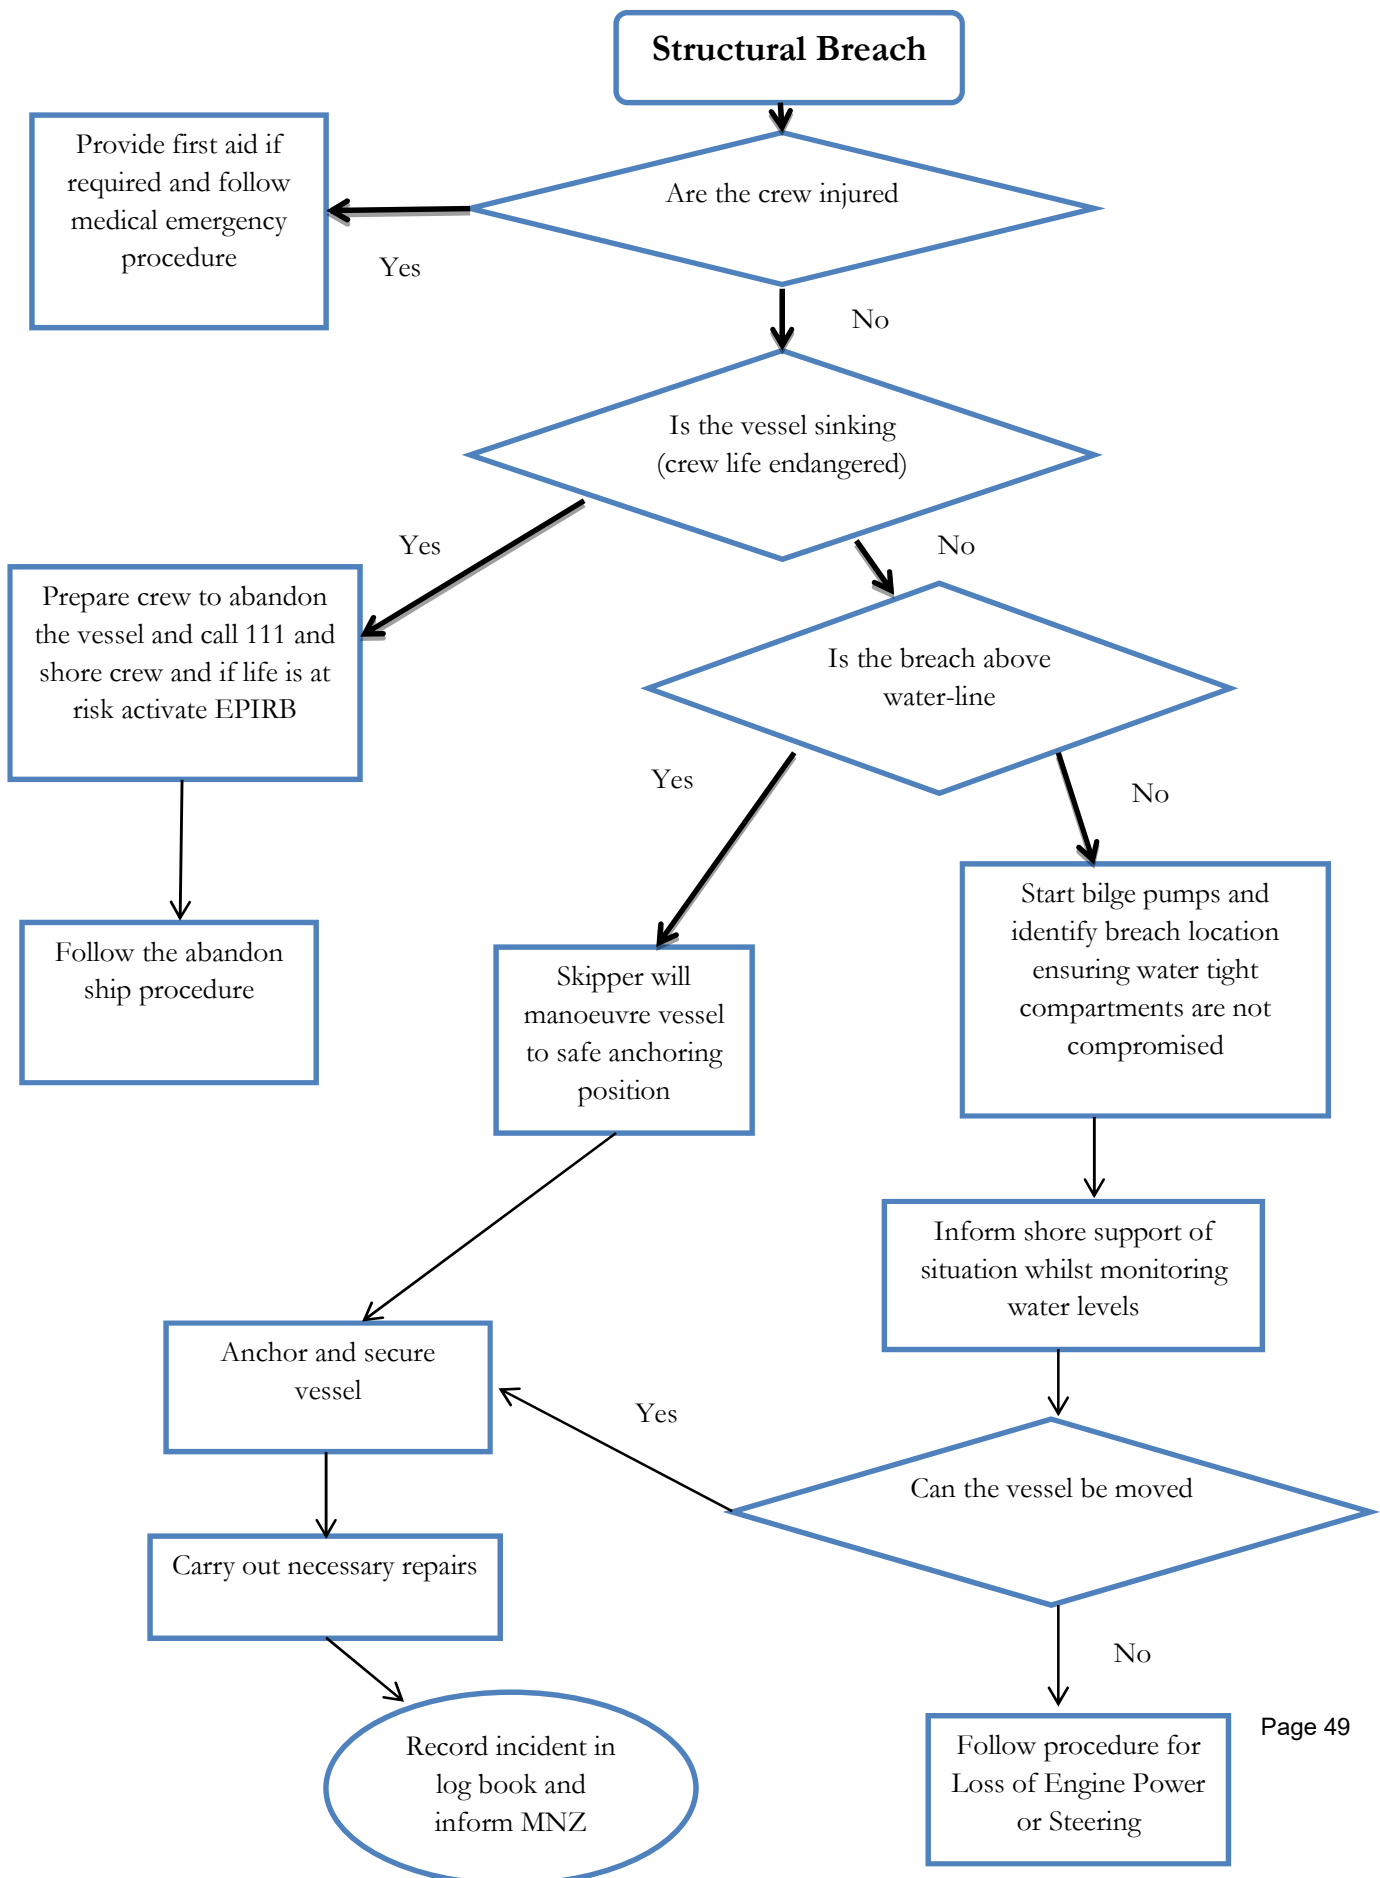 Structural Breach
Provide first aid if
required and follow
medical emergency
procedure
Are the crew injured
Yes
No
Is the vessel sinking
(crew life endangered)
Yes
No
Prepare crew to abandon
the vessel and call 111 and
shore crew and if life is at
risk activate EPIRB
Is the breach above
water-line
Yes
No
Follow the abandon
ship procedure
Skipper will
manoeuvre vessel
to safe anchoring
position
Start bilge pumps and
identify breach location
ensuring water tight
compartments are not
compromised
Inform shore support of
situation whilst monitoring
water levels
Anchor and secure
vessel
Yes
Can the vessel be moved
Carry out necessary repairs
No
Record incident in
log book and
inform MNZ
Follow procedure for
Loss of Engine Power
or Steering
Page 49